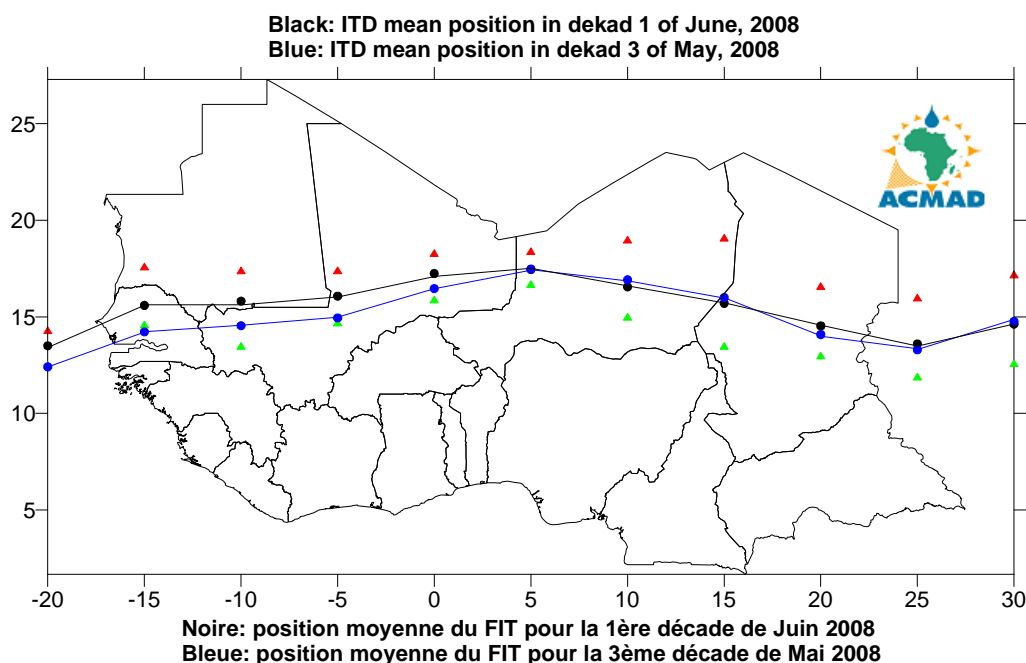 Black: ITD mean position in dekad 1 of June, 2008
Blue: ITD mean position in dekad 3 of May, 2008
25
20
15
10
5
ACMAD
-20 -15 -10 -5 0 5 10 15 20 25 30
Noire: position moyenne du FIT pour la 1ère décade de Juin 2008
Bleue: position moyenne du FIT pour la 3ème décade de Mai 2008